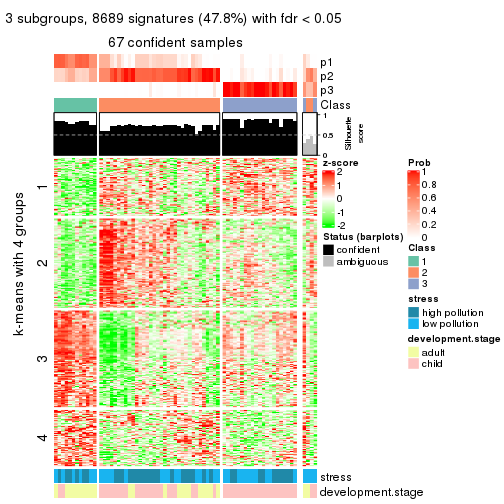 3 subgroups, 8689 signatures (47.8%) with fdr < 0.05
67 confident samples
p1
p2
p3
Class
1
0.5
0
Silhouette
score
k-means with 4 groups
1
2
3
4
stress
development.stage
z-score
2
1
0
-1
-2
Status (barplots)
confident
ambiguous
Prob
1
0.8
0.6
0.4
0.2
0
Class
1
2
3
stress
high pollution
low pollution
development.stage
adult
child